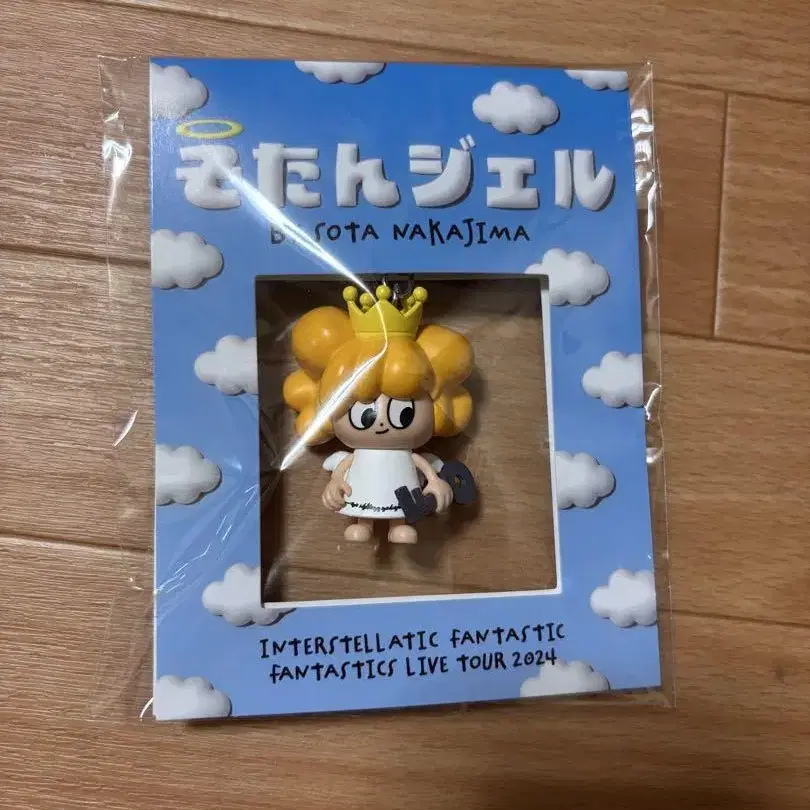 そたんジェル
BY SOTA NAKAJIMA
INTERSTELLATIC FANTASTIC
FANTASTICS LIVE TOUR 2024